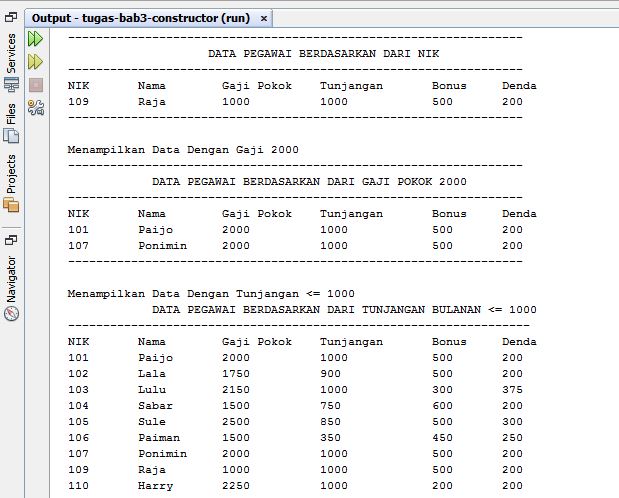 Output - tugas-bab3-constructor (run)
Services
Files
Projects
Navigator
-----------------------------------------------------------------
DATA PEGAWAI BERDASARKAN DARI NIK
-----------------------------------------------------------------
NIK Nama Gaji Pokok Tunjangan Bonus Denda
109 Raja 1000 1000 500 200
-----------------------------------------------------------------
Menampilkan Data Dengan Gaji 2000
-----------------------------------------------------------------
DATA PEGAWAI BERDASARKAN DARI GAJI POKOK 2000
-----------------------------------------------------------------
NIK Nama Gaji Pokok Tunjangan Bonus Denda
101 Paijo 2000 1000 500 200
107 Ponimin 2000 1000 500 200
-----------------------------------------------------------------
Menampilkan Data Dengan Tunjangan <= 1000
DATA PEGAWAI BERDASARKAN DARI TUNJANGAN BULANAN <= 1000
------------------------------------------------------------------
NIK Nama Gaji Pokok Tunjangan Bonus Denda
101 Paijo 2000 1000 500 200
102 Lala 1750 900 500 200
103 Lulu 2150 1000 300 375
104 Sabar 1500 750 600 200
105 Sule 2500 850 500 300
106 Paiman 1500 350 450 250
107 Ponimin 2000 1000 500 200
109 Raja 1000 1000 500 200
110 Harry 2250 1000 200 200